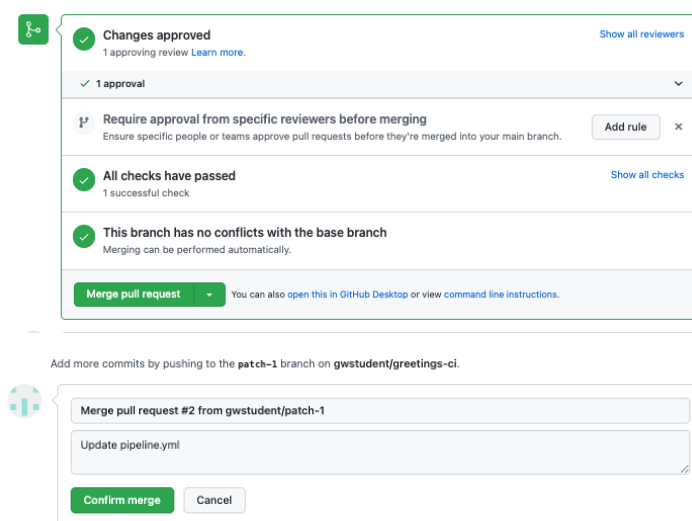 Changes approved
Show all reviewers
1 approving review Learn more.
1 approval
Require approval from specific reviewers before merging
Ensure specific people or teams approve pull requests before they're merged into your main branch.
Add rule
All checks have passed
Show all checks
1 successful check
This branch has no conflicts with the base branch
Merging can be performed automatically.
Merge pull request
You can also open this in GitHub Desktop or view command line instructions.
Add more commits by pushing to the patch-1 branch on gwstudent/greetings-ci.
Merge pull request #2 from gwstudent/patch-1
Update pipeline.yml
Confirm merge
Cancel